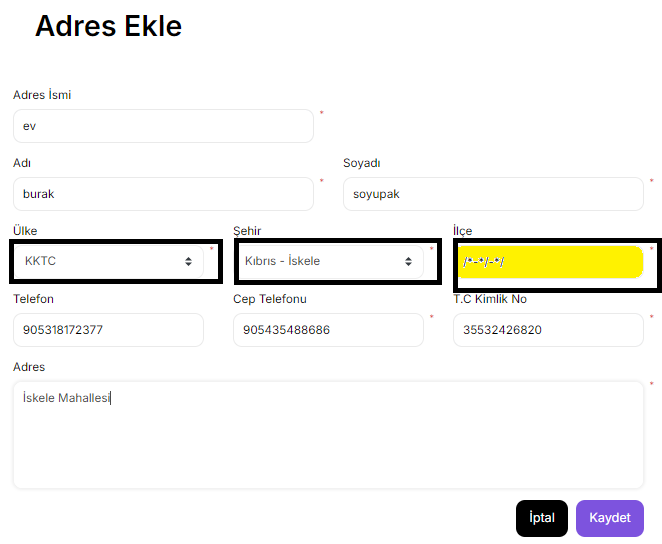 Adres Ekle
Adres İsmi
ev *
Adı Soyadı
burak * soyupak *
Ülke Şehir İlçe
KKTC * Kıbrıs - İskele * /*-*/-*/ *
Telefon Cep Telefonu T.C Kimlik No
905318172377 905435488686 * 35532426820 *
Adres
İskele Mahallesi *
İptal Kaydet